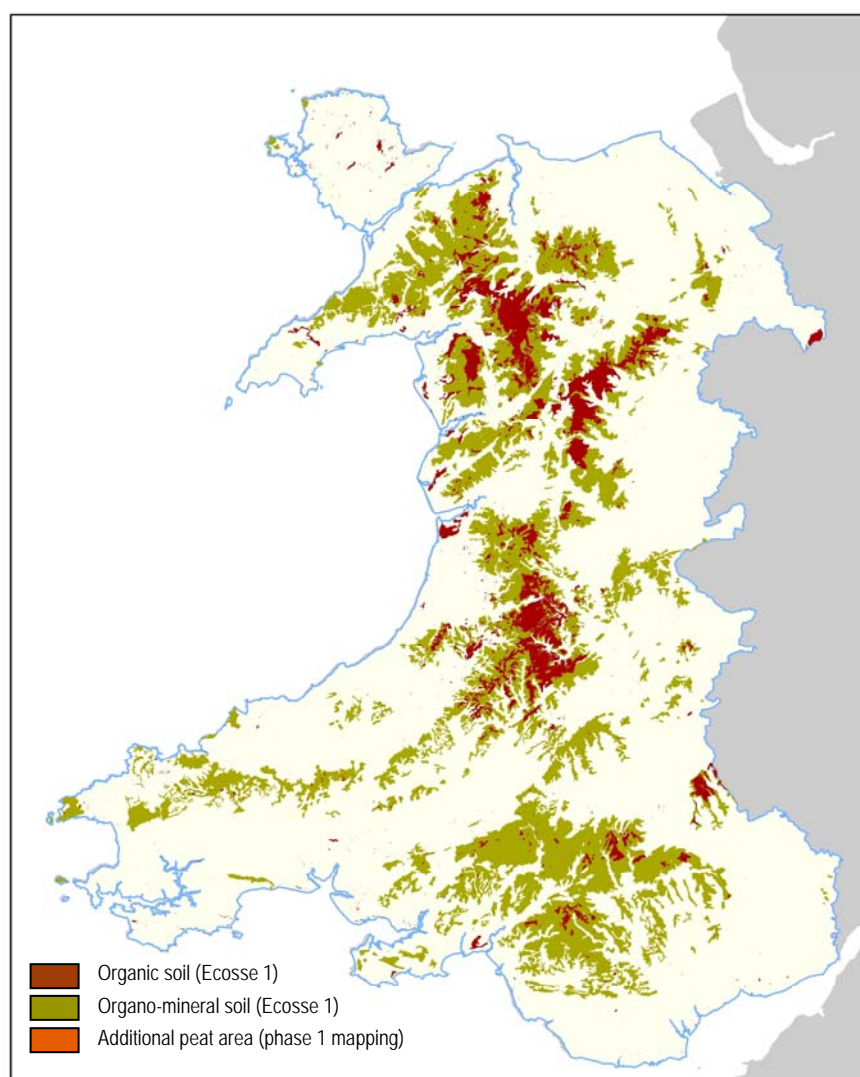 Organic soil (Ecosse 1)
Organo-mineral soil (Ecosse 1)
Additional peat area (phase 1 mapping)